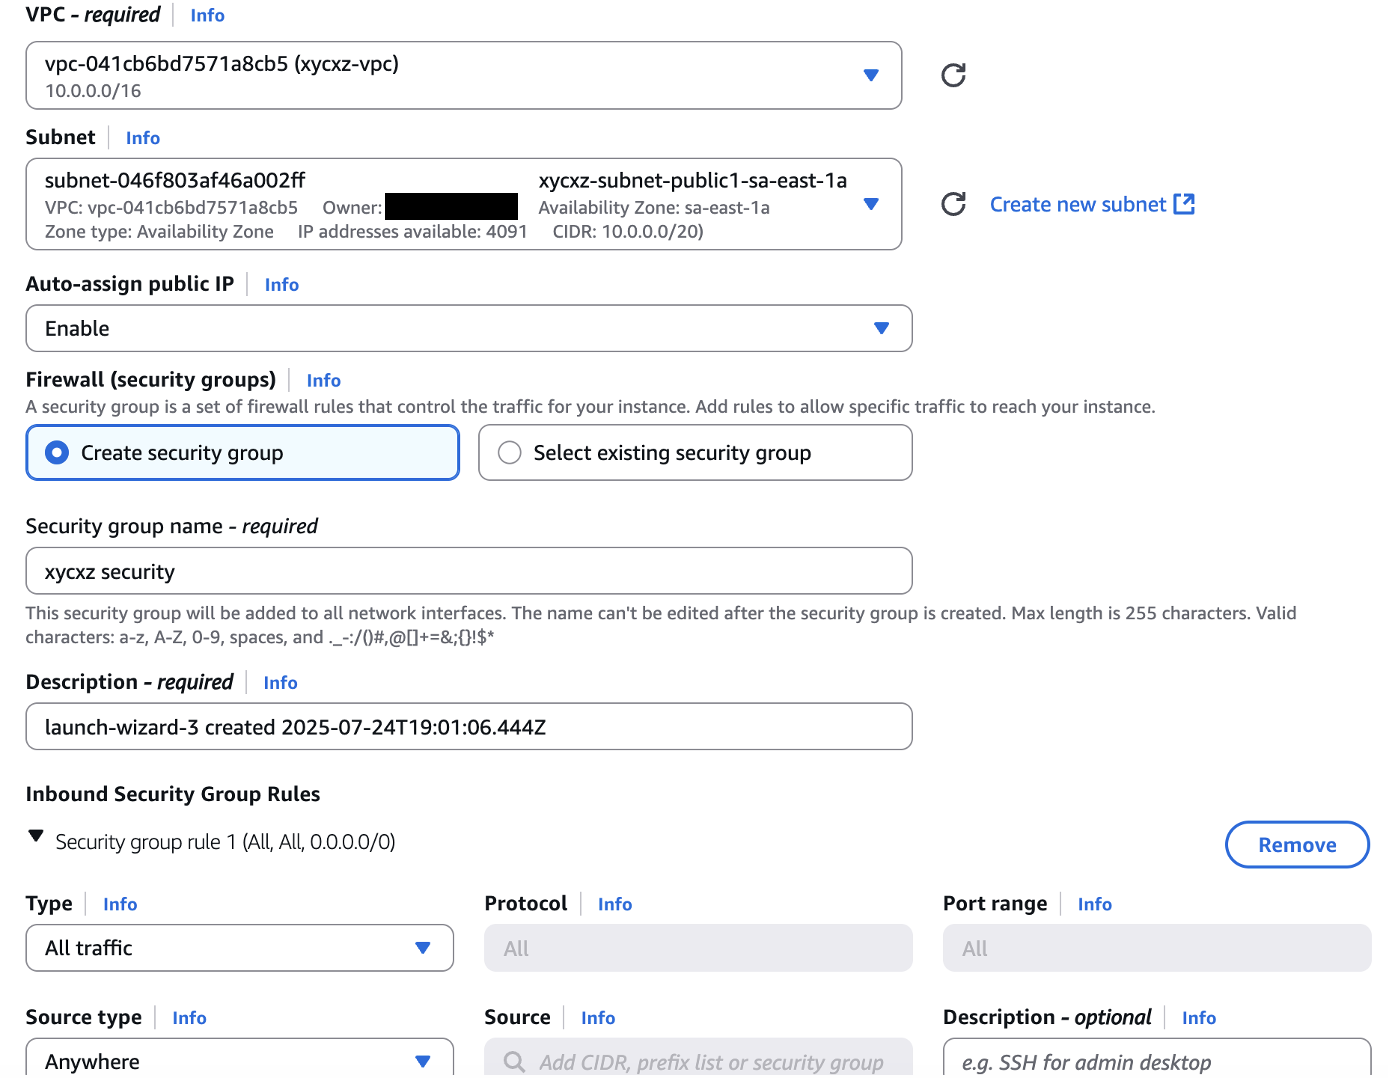 VPC - required Info
vpc-041cb6bd7571a8cb5 (xycxz-vpc)
10.0.0.0/16
Subnet Info
subnet-046f803af46a002ff xycxz-subnet-public1-sa-east-1a
VPC: vpc-041cb6bd7571a8cb5 Owner: Availability Zone: sa-east-1a
Zone type: Availability Zone IP addresses available: 4091 CIDR: 10.0.0.0/20)
Create new subnet
Auto-assign public IP Info
Enable
Firewall (security groups) Info
A security group is a set of firewall rules that control the traffic for your instance. Add rules to allow specific traffic to reach your instance.
Create security group Select existing security group
Security group name - required
xycxz security
This security group will be added to all network interfaces. The name can't be edited after the security group is created. Max length is 255 characters. Valid
characters: a-z, A-Z, 0-9, spaces, and ._-:/()#,@[]+=&;{}!$*
Description - required Info
launch-wizard-3 created 2025-07-24T19:01:06.444Z
Inbound Security Group Rules
Security group rule 1 (All, All, 0.0.0.0/0) Remove
Type Info Protocol Info Port range Info
All traffic All All
Source type Info Source Info Description - optional Info
Anywhere Add CIDR, prefix list or security group e.g. SSH for admin desktop